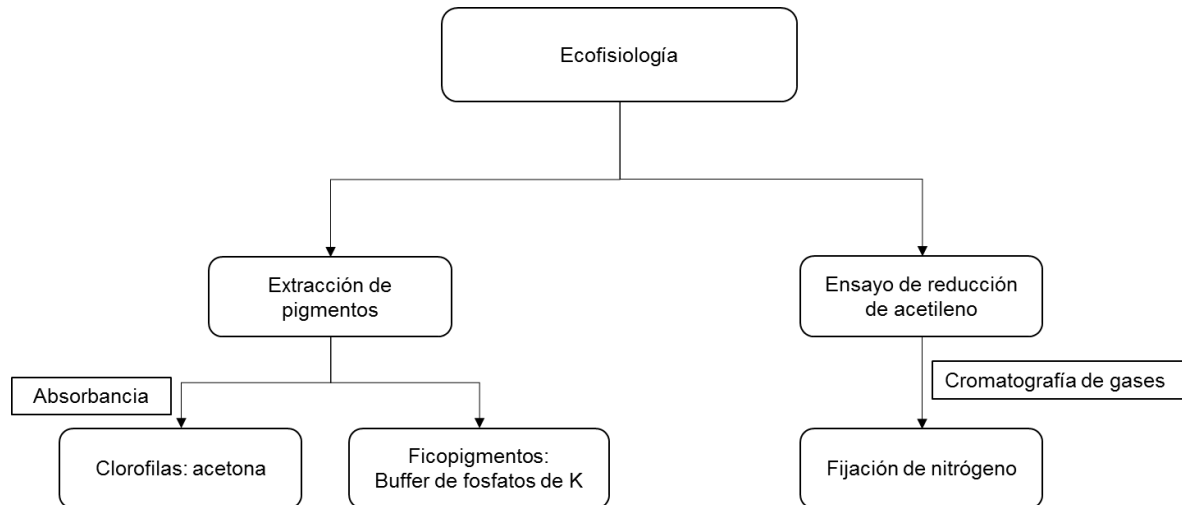 Ecofisiología
Extracción de
pigmentos
Ensayo de reducción
de acetileno
Absorbancia
Cromatografía de gases
Clorofilas: acetona
Ficopigmentos:
Buffer de fosfatos de K
Fijación de nitrógeno